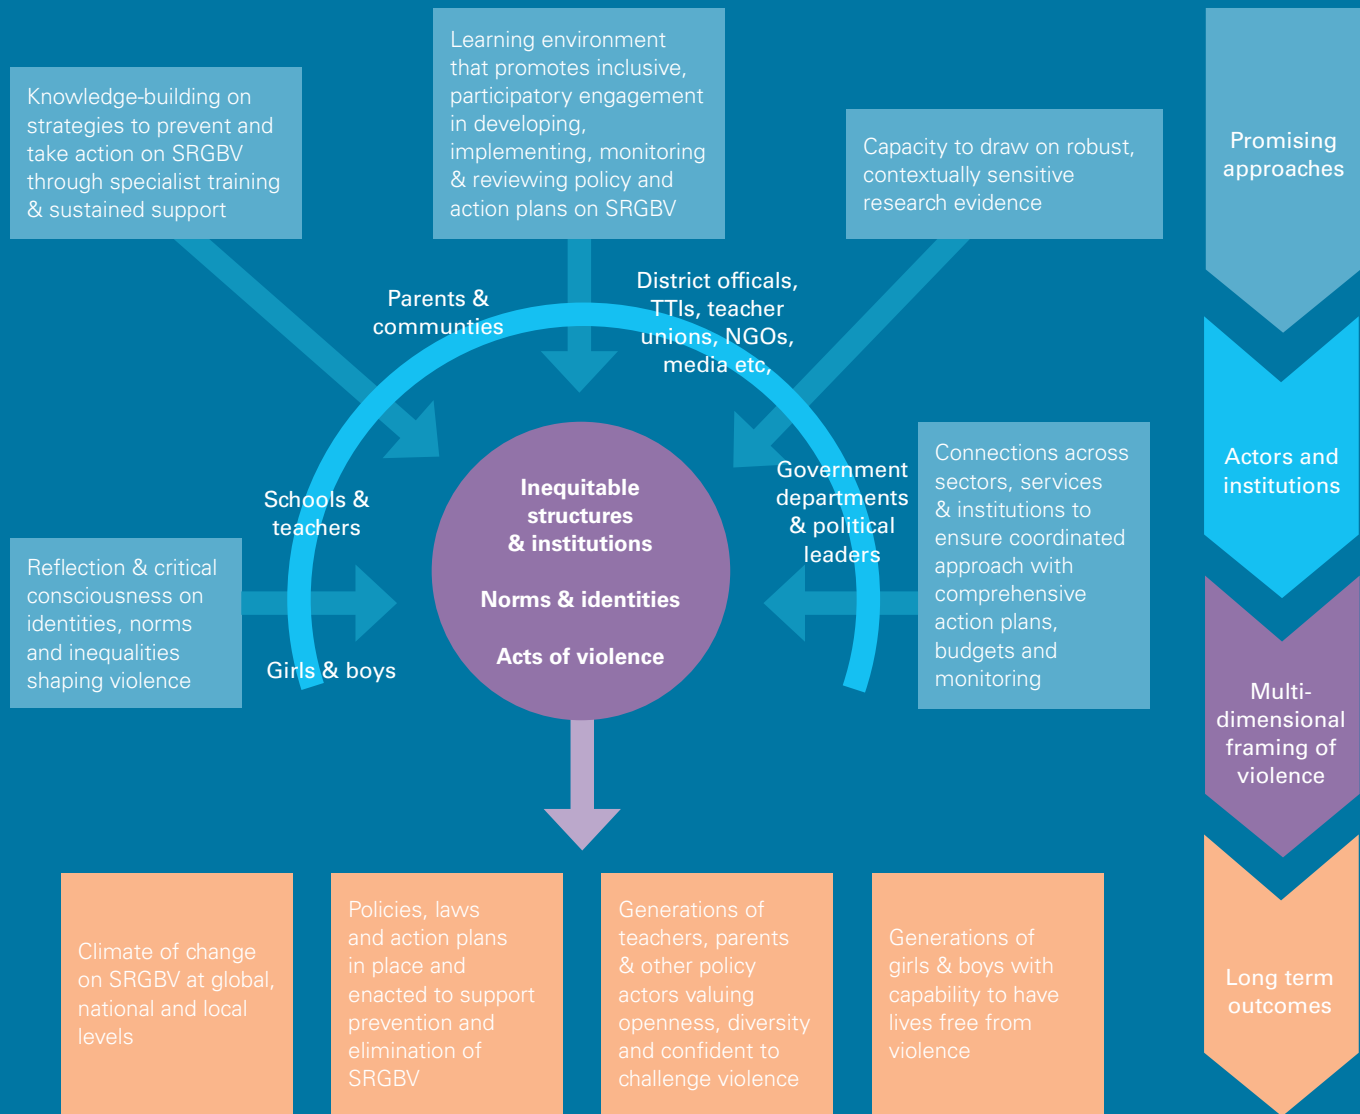 Knowledge-building on
strategies to prevent and
take action on SRGBV
through specialist training
& sustained support
Learning environment
that promotes inclusive,
participatory engagement
in developing,
implementing, monitoring
& reviewing policy and
action plans on SRGBV
Capacity to draw on robust,
contextually sensitive
research evidence
Promising
approaches
Parents &
communties
District officals,
TTIs, teacher
unions, NGOs,
media etc,
Schools &
teachers
Government
departments
& political
leaders
Girls & boys
Actors and
institutions
Reflection & critical
consciousness on
identities, norms
and inequalities
shaping violence
Inequitable
structures
& institutions
Norms & identities
Acts of violence
Connections across
sectors, services
& institutions to
ensure coordinated
approach with
comprehensive
action plans,
budgets and
monitoring
Multi-
dimensional
framing of
violence
Climate of change
on SRGBV at global,
national and local
levels
Policies, laws
and action plans
in place and
enacted to support
prevention and
elimination of
SRGBV
Generations of
teachers, parents
& other policy
actors valuing
openness, diversity
and confident to
challenge violence
Generations of
girls & boys with
capability to have
lives free from
violence
Long term
outcomes